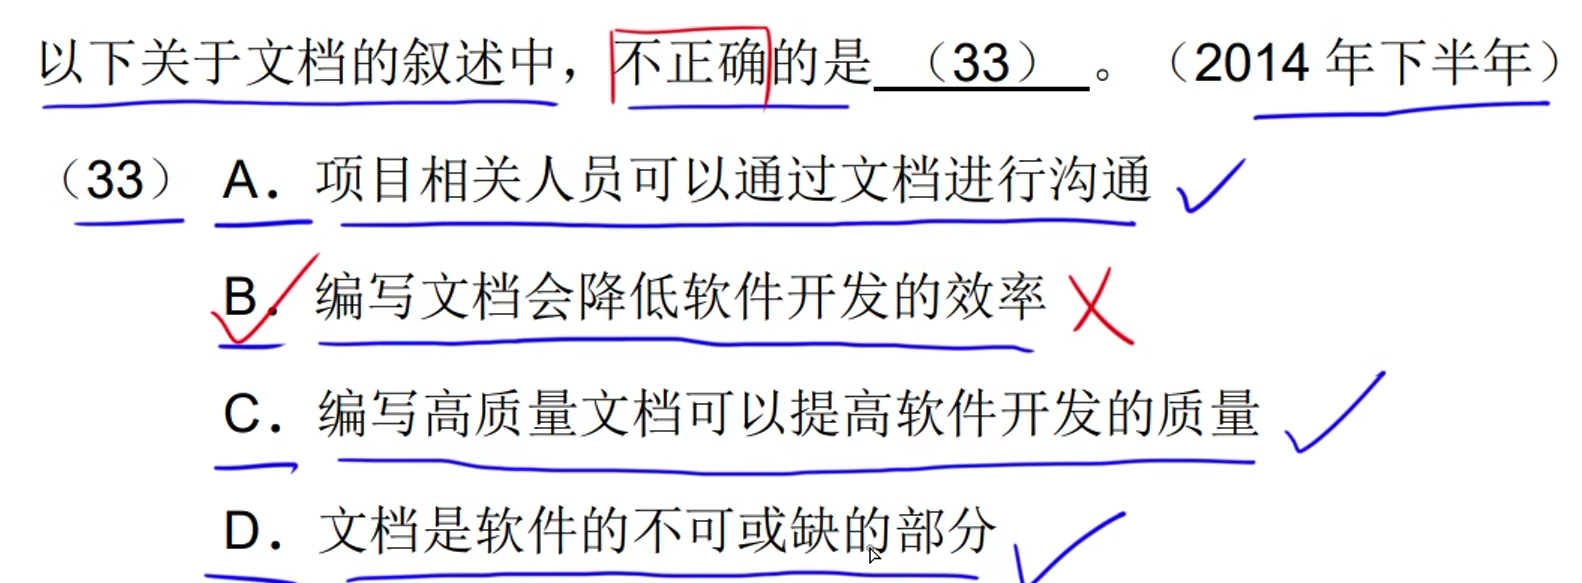 以下关于文档的叙述中，不正确的是（33）。（2014 年下半年）
（33） A．项目相关人员可以通过文档进行沟通
B．编写文档会降低软件开发的效率
C．编写高质量文档可以提高软件开发的质量
D．文档是软件的不可或缺的部分